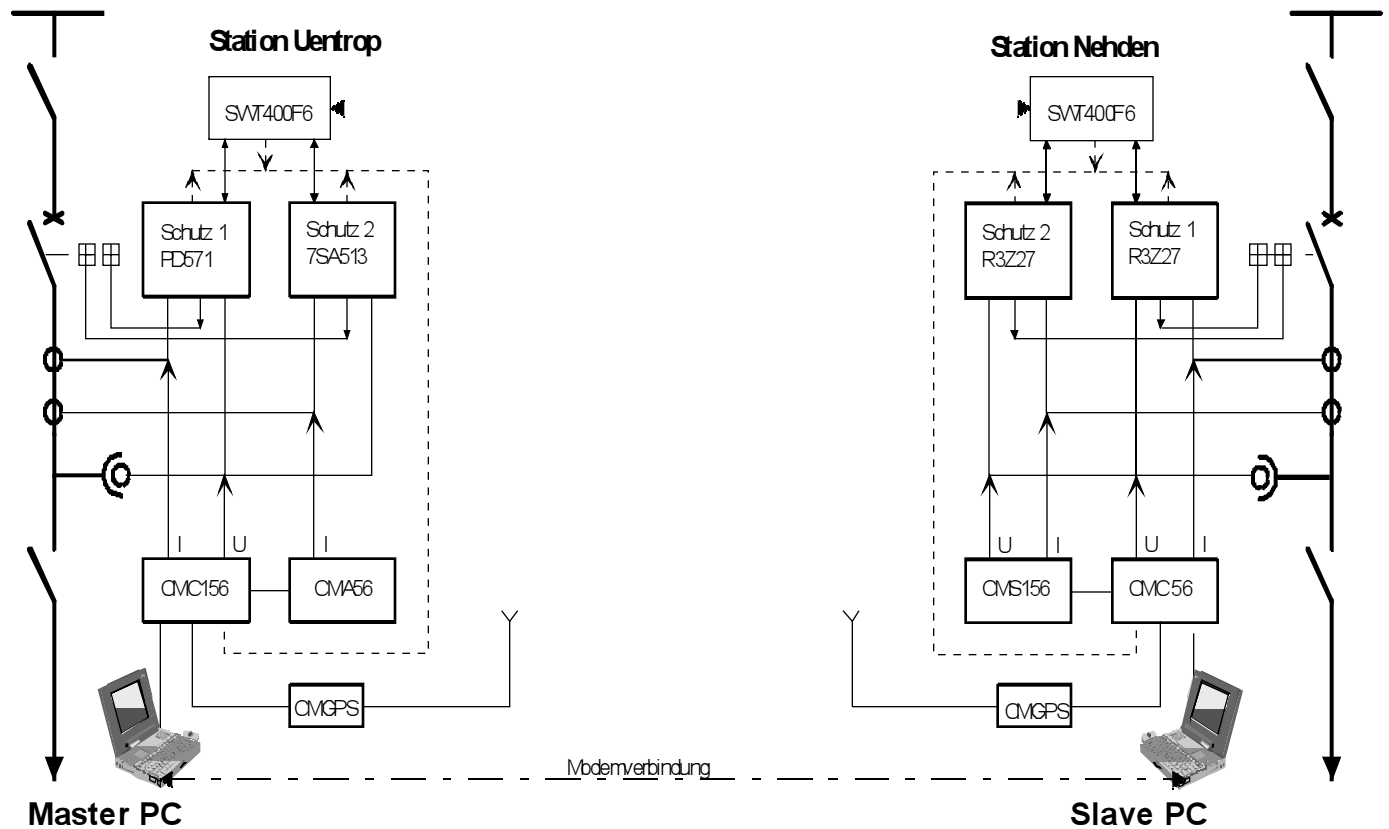 Station Uentrop
Station Nehden
SWT400F6
SWT400F6
Schutz 1
PD571
Schutz 2
7SA513
Schutz 2
R3Z27
Schutz 1
R3Z27
I
U
I
U
I
U
I
CMC156
CMA56
CMS156
CMC56
CMGPS
CMGPS
Modemverbindung
Master PC
Slave PC